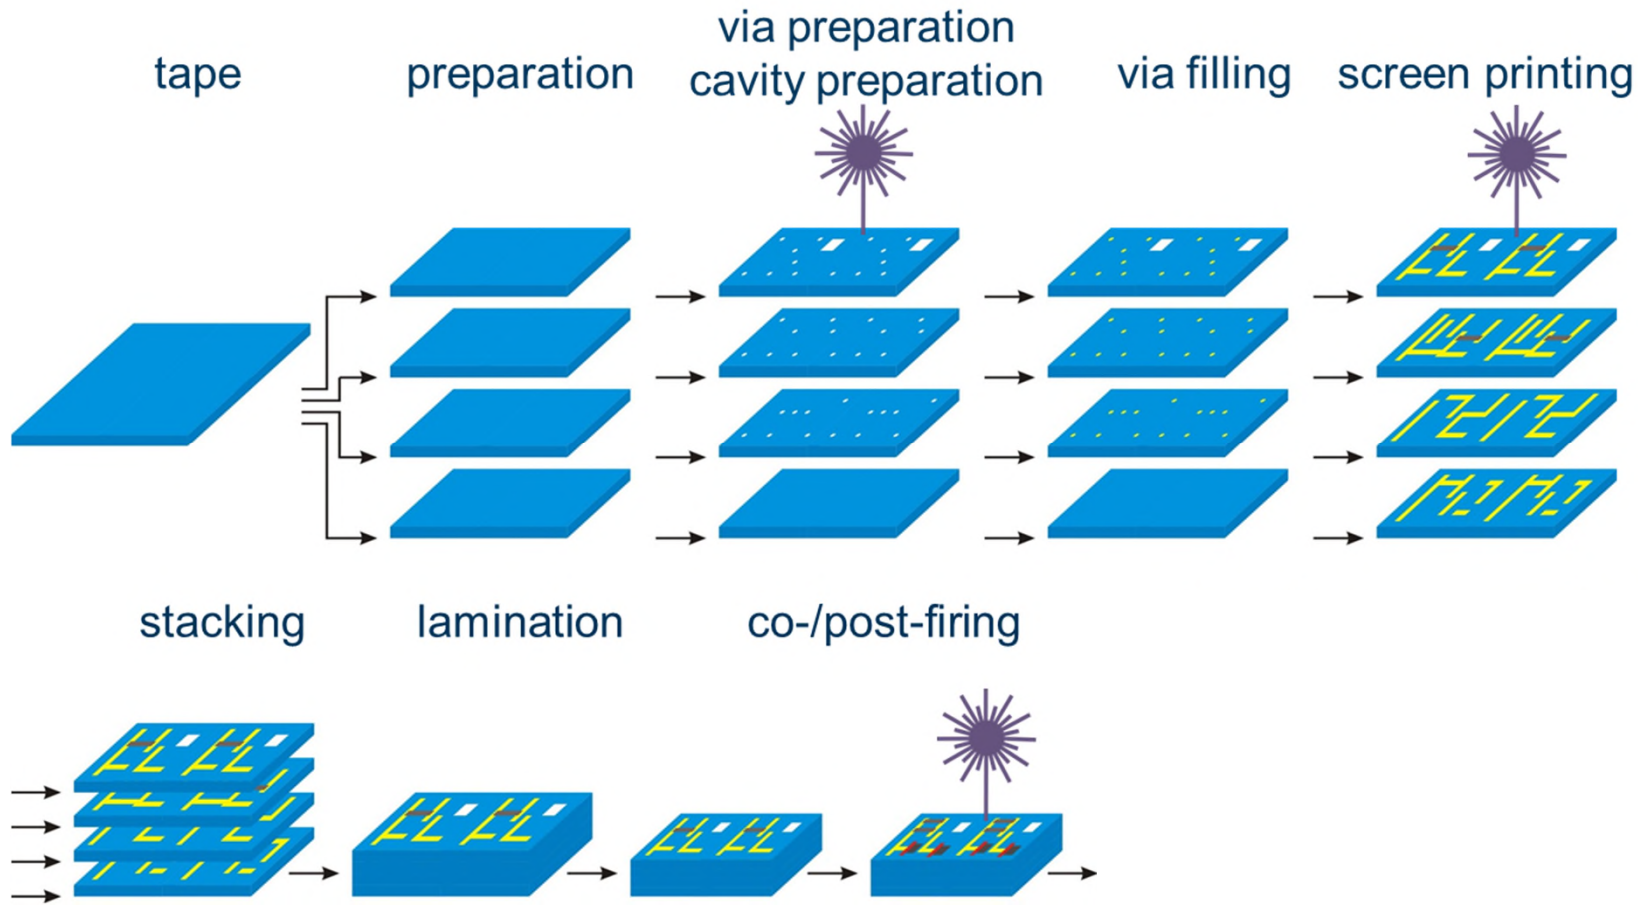 tape
preparation
via preparation
cavity preparation
via filling
screen printing
stacking
lamination
co-/post-firing